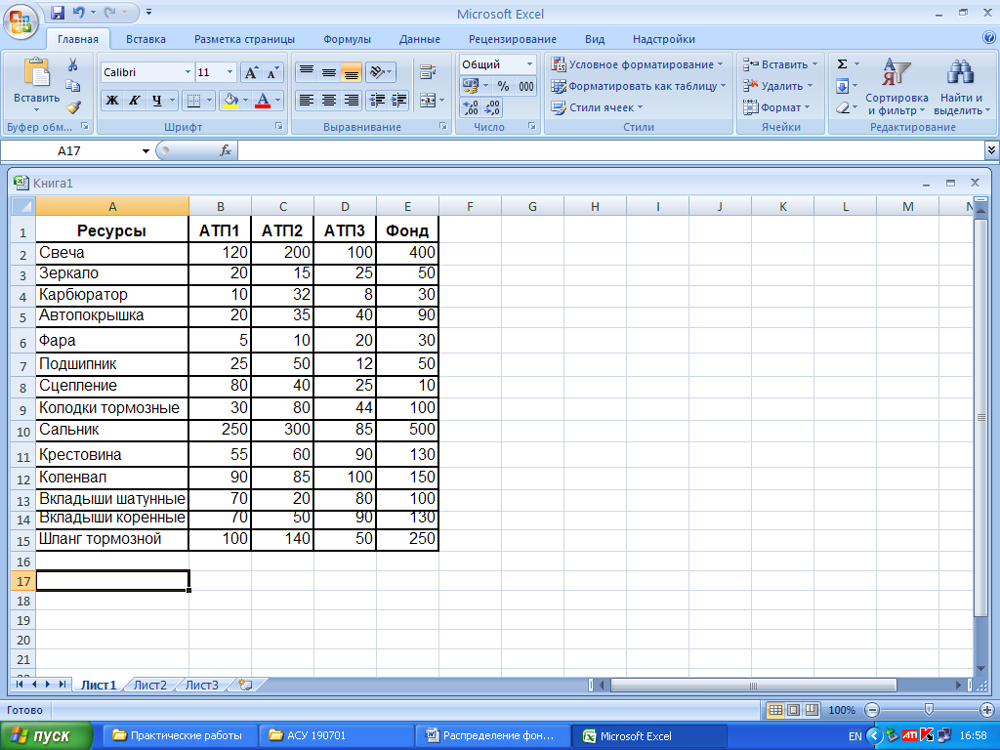 Microsoft Excel
Главная Вставка Разметка страницы Формулы Данные Рецензирование Вид Надстройки
Вставить
Буфер обм...
Calibri 11
Ж К Ч
Шрифт
Выравнивание
Общий
% 000
Число
Условное форматирование
Форматировать как таблицу
Стили ячеек
Стили
Вставить
Удалить
Формат
Ячейки
Σ
Сортировка и фильтр
Найти и выделить
Редактирование
A17 fx
Книга1
A B C D E F G H I J K L M N
1 Ресурсы АТП1 АТП2 АТП3 Фонд
2 Свеча 120 200 100 400
3 Зеркало 20 15 25 50
4 Карбюратор 10 32 8 30
5 Автопокрышка 20 35 40 90
6 Фара 5 10 20 30
7 Подшипник 25 50 12 50
8 Сцепление 80 40 25 10
9 Колодки тормозные 30 80 44 100
10 Сальник 250 300 85 500
11 Крестовина 55 60 90 130
12 Коленвал 90 85 100 150
13 Вкладыши шатунные 70 20 80 100
14 Вкладыши коренные 70 50 90 130
15 Шланг тормозной 100 140 50 250
16
17
18
19
20
21
Лист1 Лист2 Лист3
Готово 100%
пуск Практические работы АСУ 190701 Распределение фон... Microsoft Excel EN 16:58